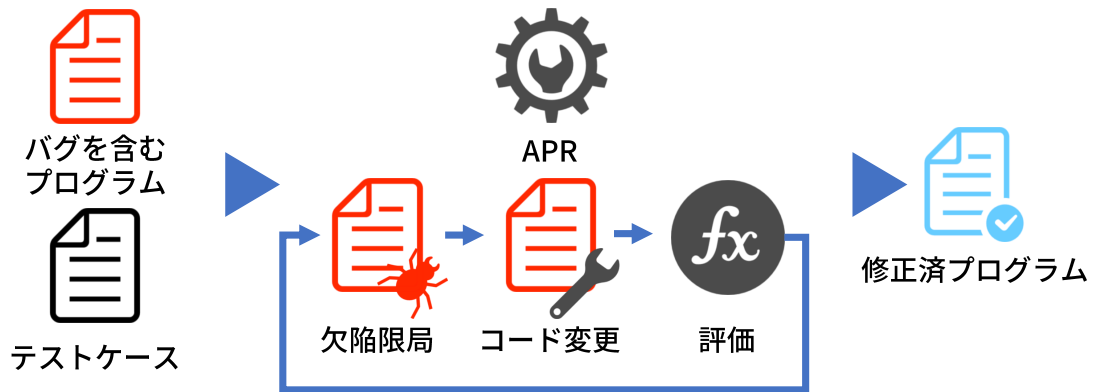 バグを含む
プログラム
テストケース
APR
欠陥限局
コード変更
fx
評価
修正済プログラム